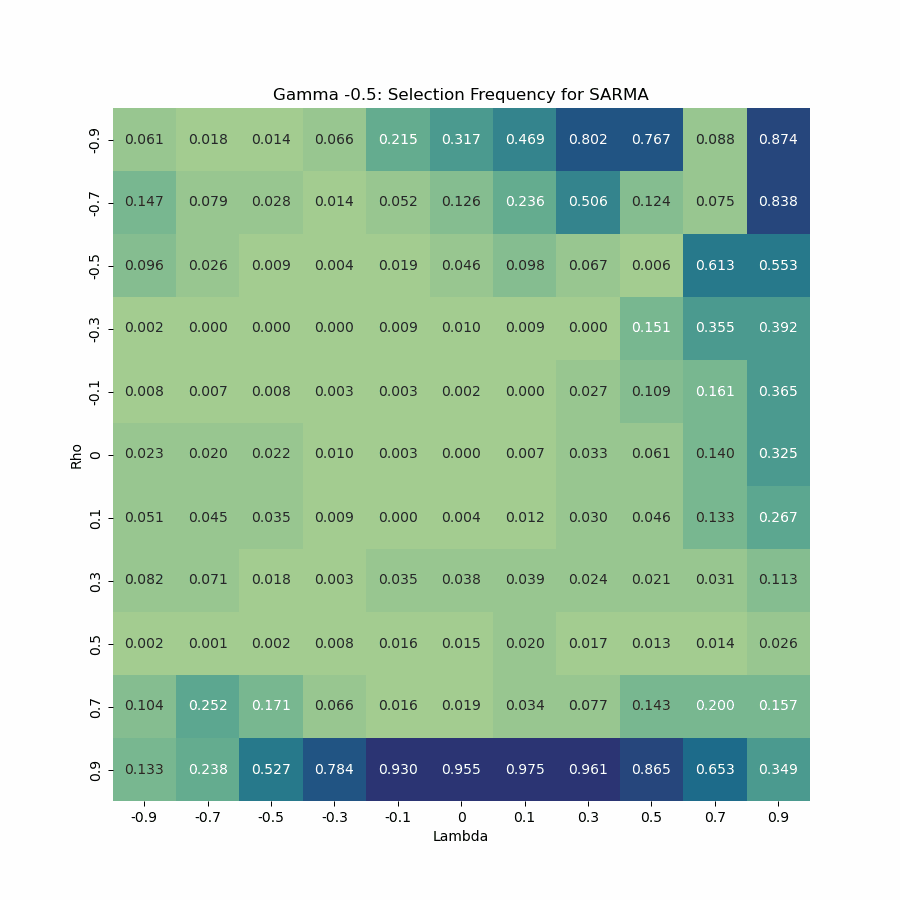 Gamma -0.5: Selection Frequency for SARMA
-0.9 0.061 0.018 0.014 0.066 0.215 0.317 0.469 0.802 0.767 0.088 0.874
-0.7 0.147 0.079 0.028 0.014 0.052 0.126 0.236 0.506 0.124 0.075 0.838
-0.5 0.096 0.026 0.009 0.004 0.019 0.046 0.098 0.067 0.006 0.613 0.553
-0.3 0.002 0.000 0.000 0.000 0.009 0.010 0.009 0.000 0.151 0.355 0.392
-0.1 0.008 0.007 0.008 0.003 0.003 0.002 0.000 0.027 0.109 0.161 0.365
Rho
0 0.023 0.020 0.022 0.010 0.003 0.000 0.007 0.033 0.061 0.140 0.325
0.1 0.051 0.045 0.035 0.009 0.000 0.004 0.012 0.030 0.046 0.133 0.267
0.3 0.082 0.071 0.018 0.003 0.035 0.038 0.039 0.024 0.021 0.031 0.113
0.5 0.002 0.001 0.002 0.008 0.016 0.015 0.020 0.017 0.013 0.014 0.026
0.7 0.104 0.252 0.171 0.066 0.016 0.019 0.034 0.077 0.143 0.200 0.157
0.9 0.133 0.238 0.527 0.784 0.930 0.955 0.975 0.961 0.865 0.653 0.349
-0.9 -0.7 -0.5 -0.3 -0.1 0 0.1 0.3 0.5 0.7 0.9
Lambda